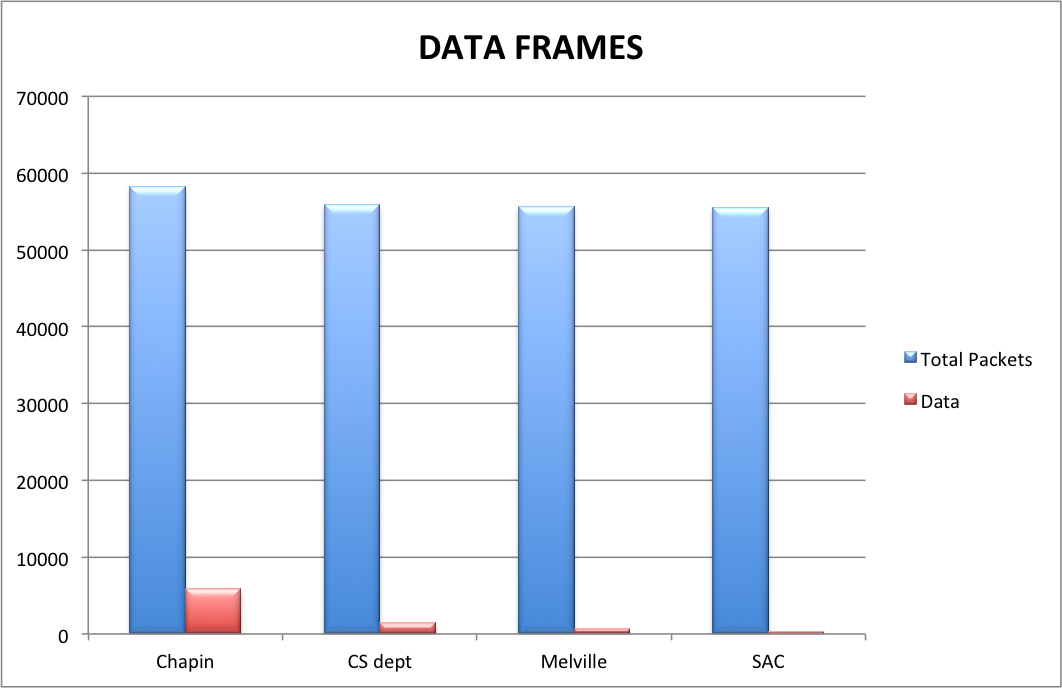 DATA FRAMES
70000
60000
50000
40000
30000
20000
10000
0
Chapin
CS dept
Melville
SAC
Total Packets
Data